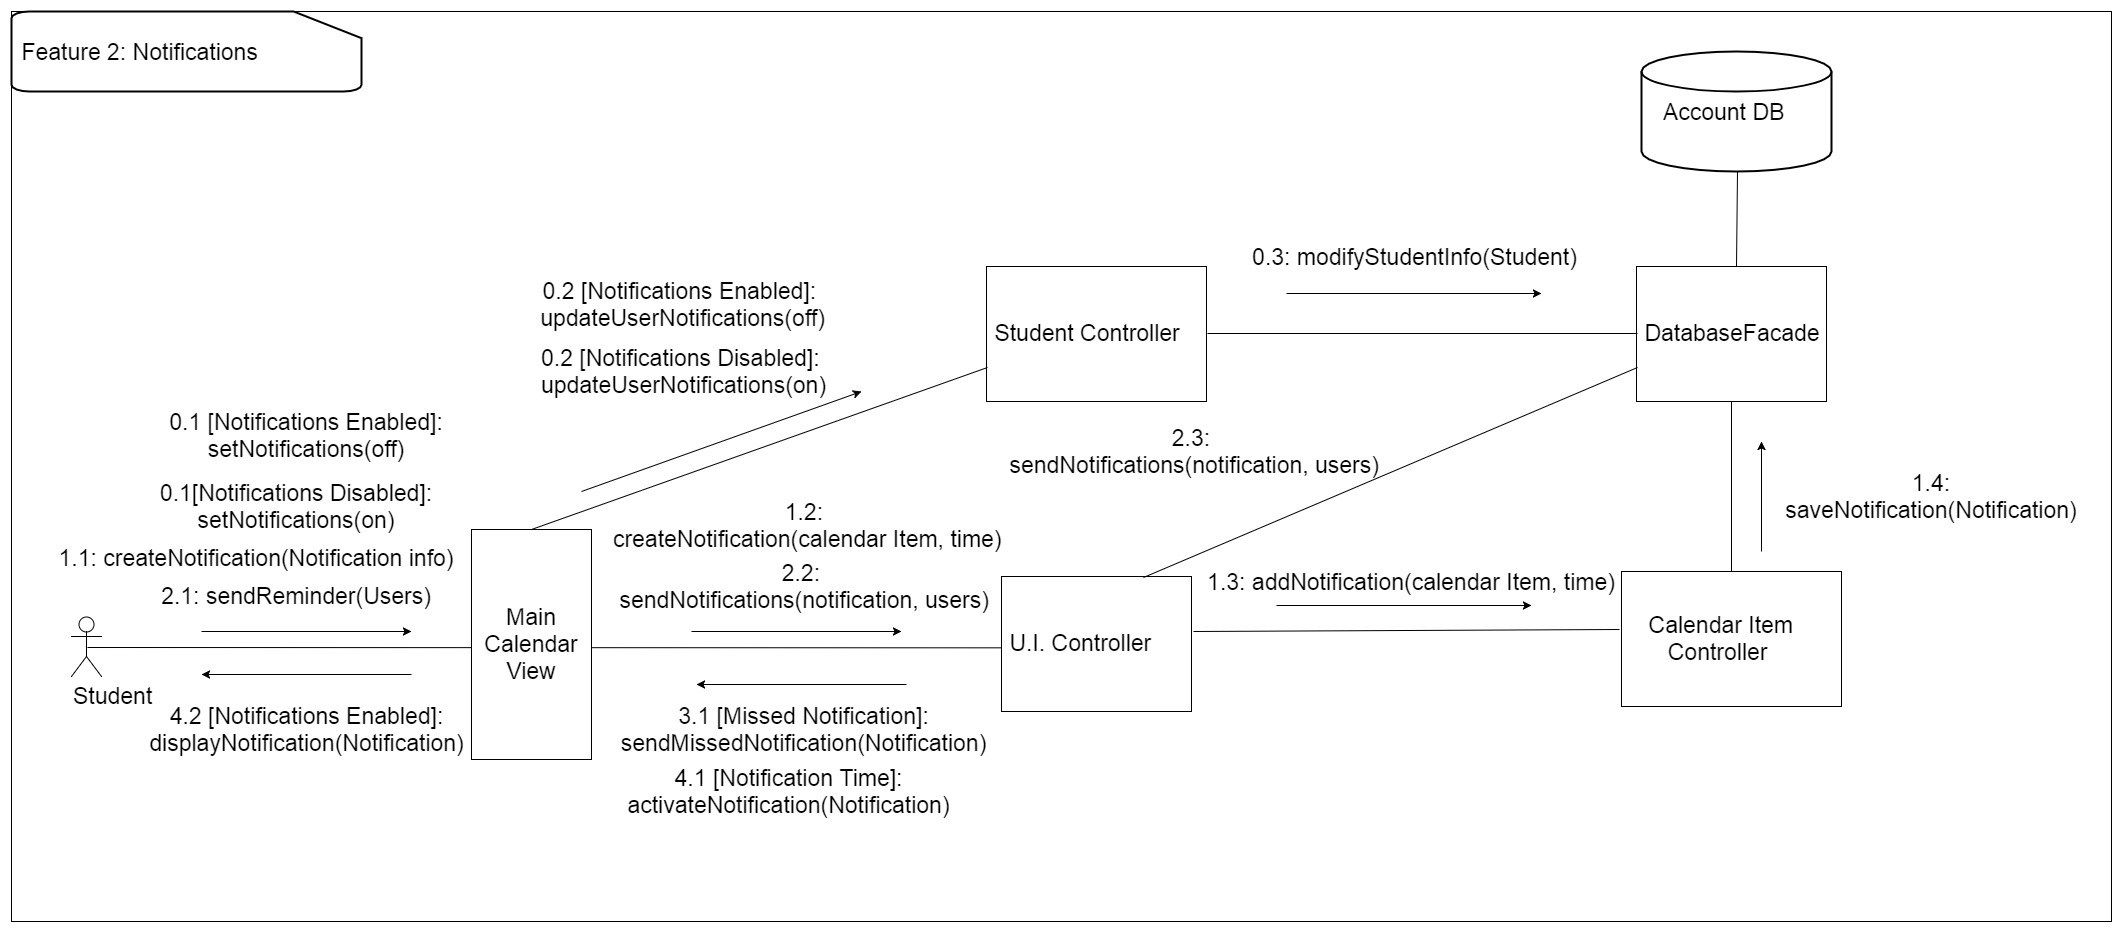 Feature 2: Notifications
Account DB
0.3: modifyStudentInfo(Student)
0.2 [Notifications Enabled]:
updateUserNotifications(off)
Student Controller
DatabaseFacade
0.2 [Notifications Disabled]:
updateUserNotifications(on)
0.1 [Notifications Enabled]:
setNotifications(off)
2.3:
sendNotifications(notification, users)
0.1[Notifications Disabled]:
setNotifications(on)
1.4:
saveNotification(Notification)
1.2:
createNotification(calendar Item, time)
1.1: createNotification(Notification info)
2.2:
sendNotifications(notification, users)
1.3: addNotification(calendar Item, time)
2.1: sendReminder(Users)
Main
Calendar
View
U.I. Controller
Calendar Item
Controller
Student
4.2 [Notifications Enabled]:
displayNotification(Notification)
3.1 [Missed Notification]:
sendMissedNotification(Notification)
4.1 [Notification Time]:
activateNotification(Notification)